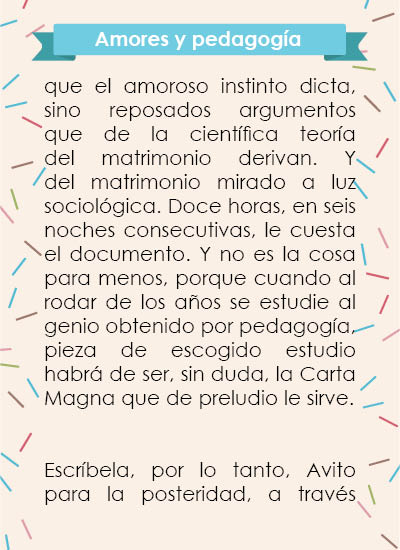 Amores y pedagogía
que el amoroso instinto dicta,
sino reposados argumentos
que de la científica teoría
del matrimonio derivan. Y
del matrimonio mirado a luz
sociológica. Doce horas, en seis
noches consecutivas, le cuesta
el documento. Y no es la cosa
para menos, porque cuando al
rodar de los años se estudie al
genio obtenido por pedagogía,
pieza de escogido estudio
habrá de ser, sin duda, la Carta
Magna que de preludio le sirve.
Escríbela, por lo tanto, Avito
para la posteridad, a través